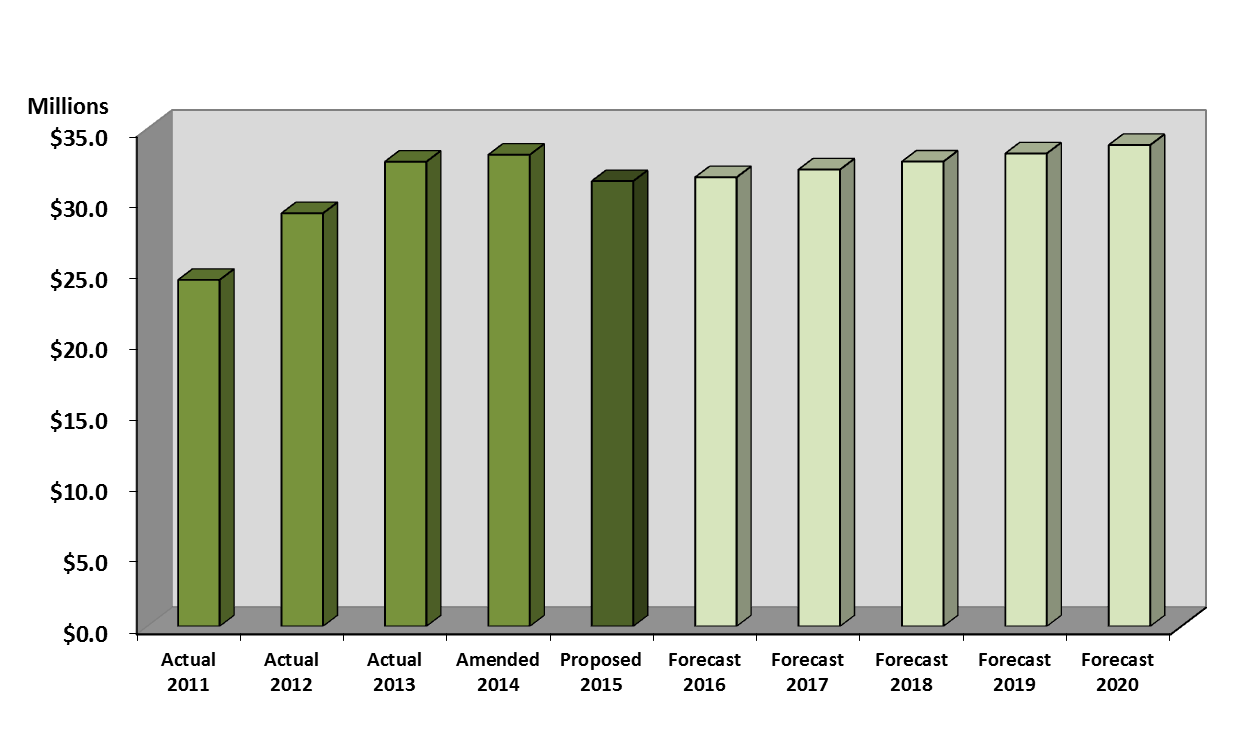 Millions
$35.0
$30.0
$25.0
$20.0
$15.0
$10.0
$5.0
$0.0
Actual 2011
Actual 2012
Actual 2013
Amended 2014
Proposed 2015
Forecast 2016
Forecast 2017
Forecast 2018
Forecast 2019
Forecast 2020